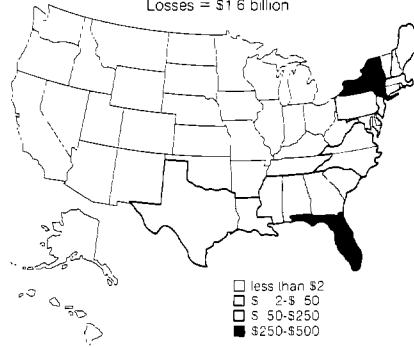 Losses = $1 6 billion
less than $2
$ 2-$ 50
$ 50-$250
$250-$500